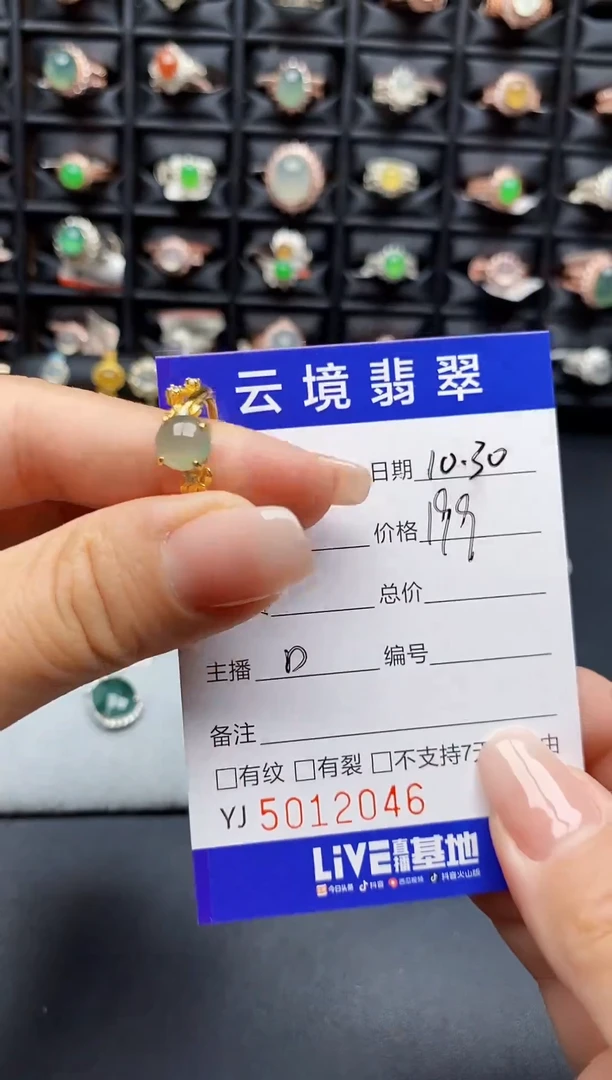 云境翡翠
日期 10.30
价格 199
总价
主播 D 编号
备注
□有纹 □有裂 □不支持7天 由
YJ 5012046
LiVE直播基地
今日头条 抖音 西瓜视频 抖音火山版